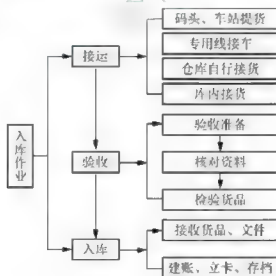 码头、车站提货
专用线接车
接运
仓库自行接货
库内接货
验收准备
入库作业
验收
核对资料
检验货品
接收货品、文件
入库
建账、立卡、存档